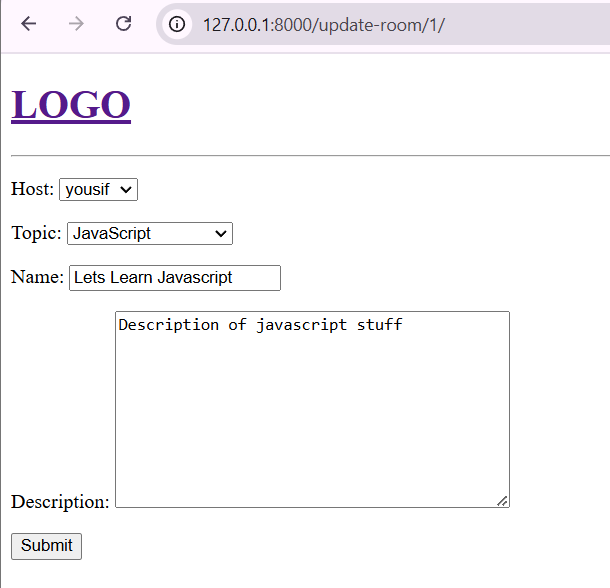 127.0.0.1:8000/update-room/1/
LOGO
Host: yousif
Topic: JavaScript
Name: Lets Learn Javascript
Description of javascript stuff
Description:
Submit